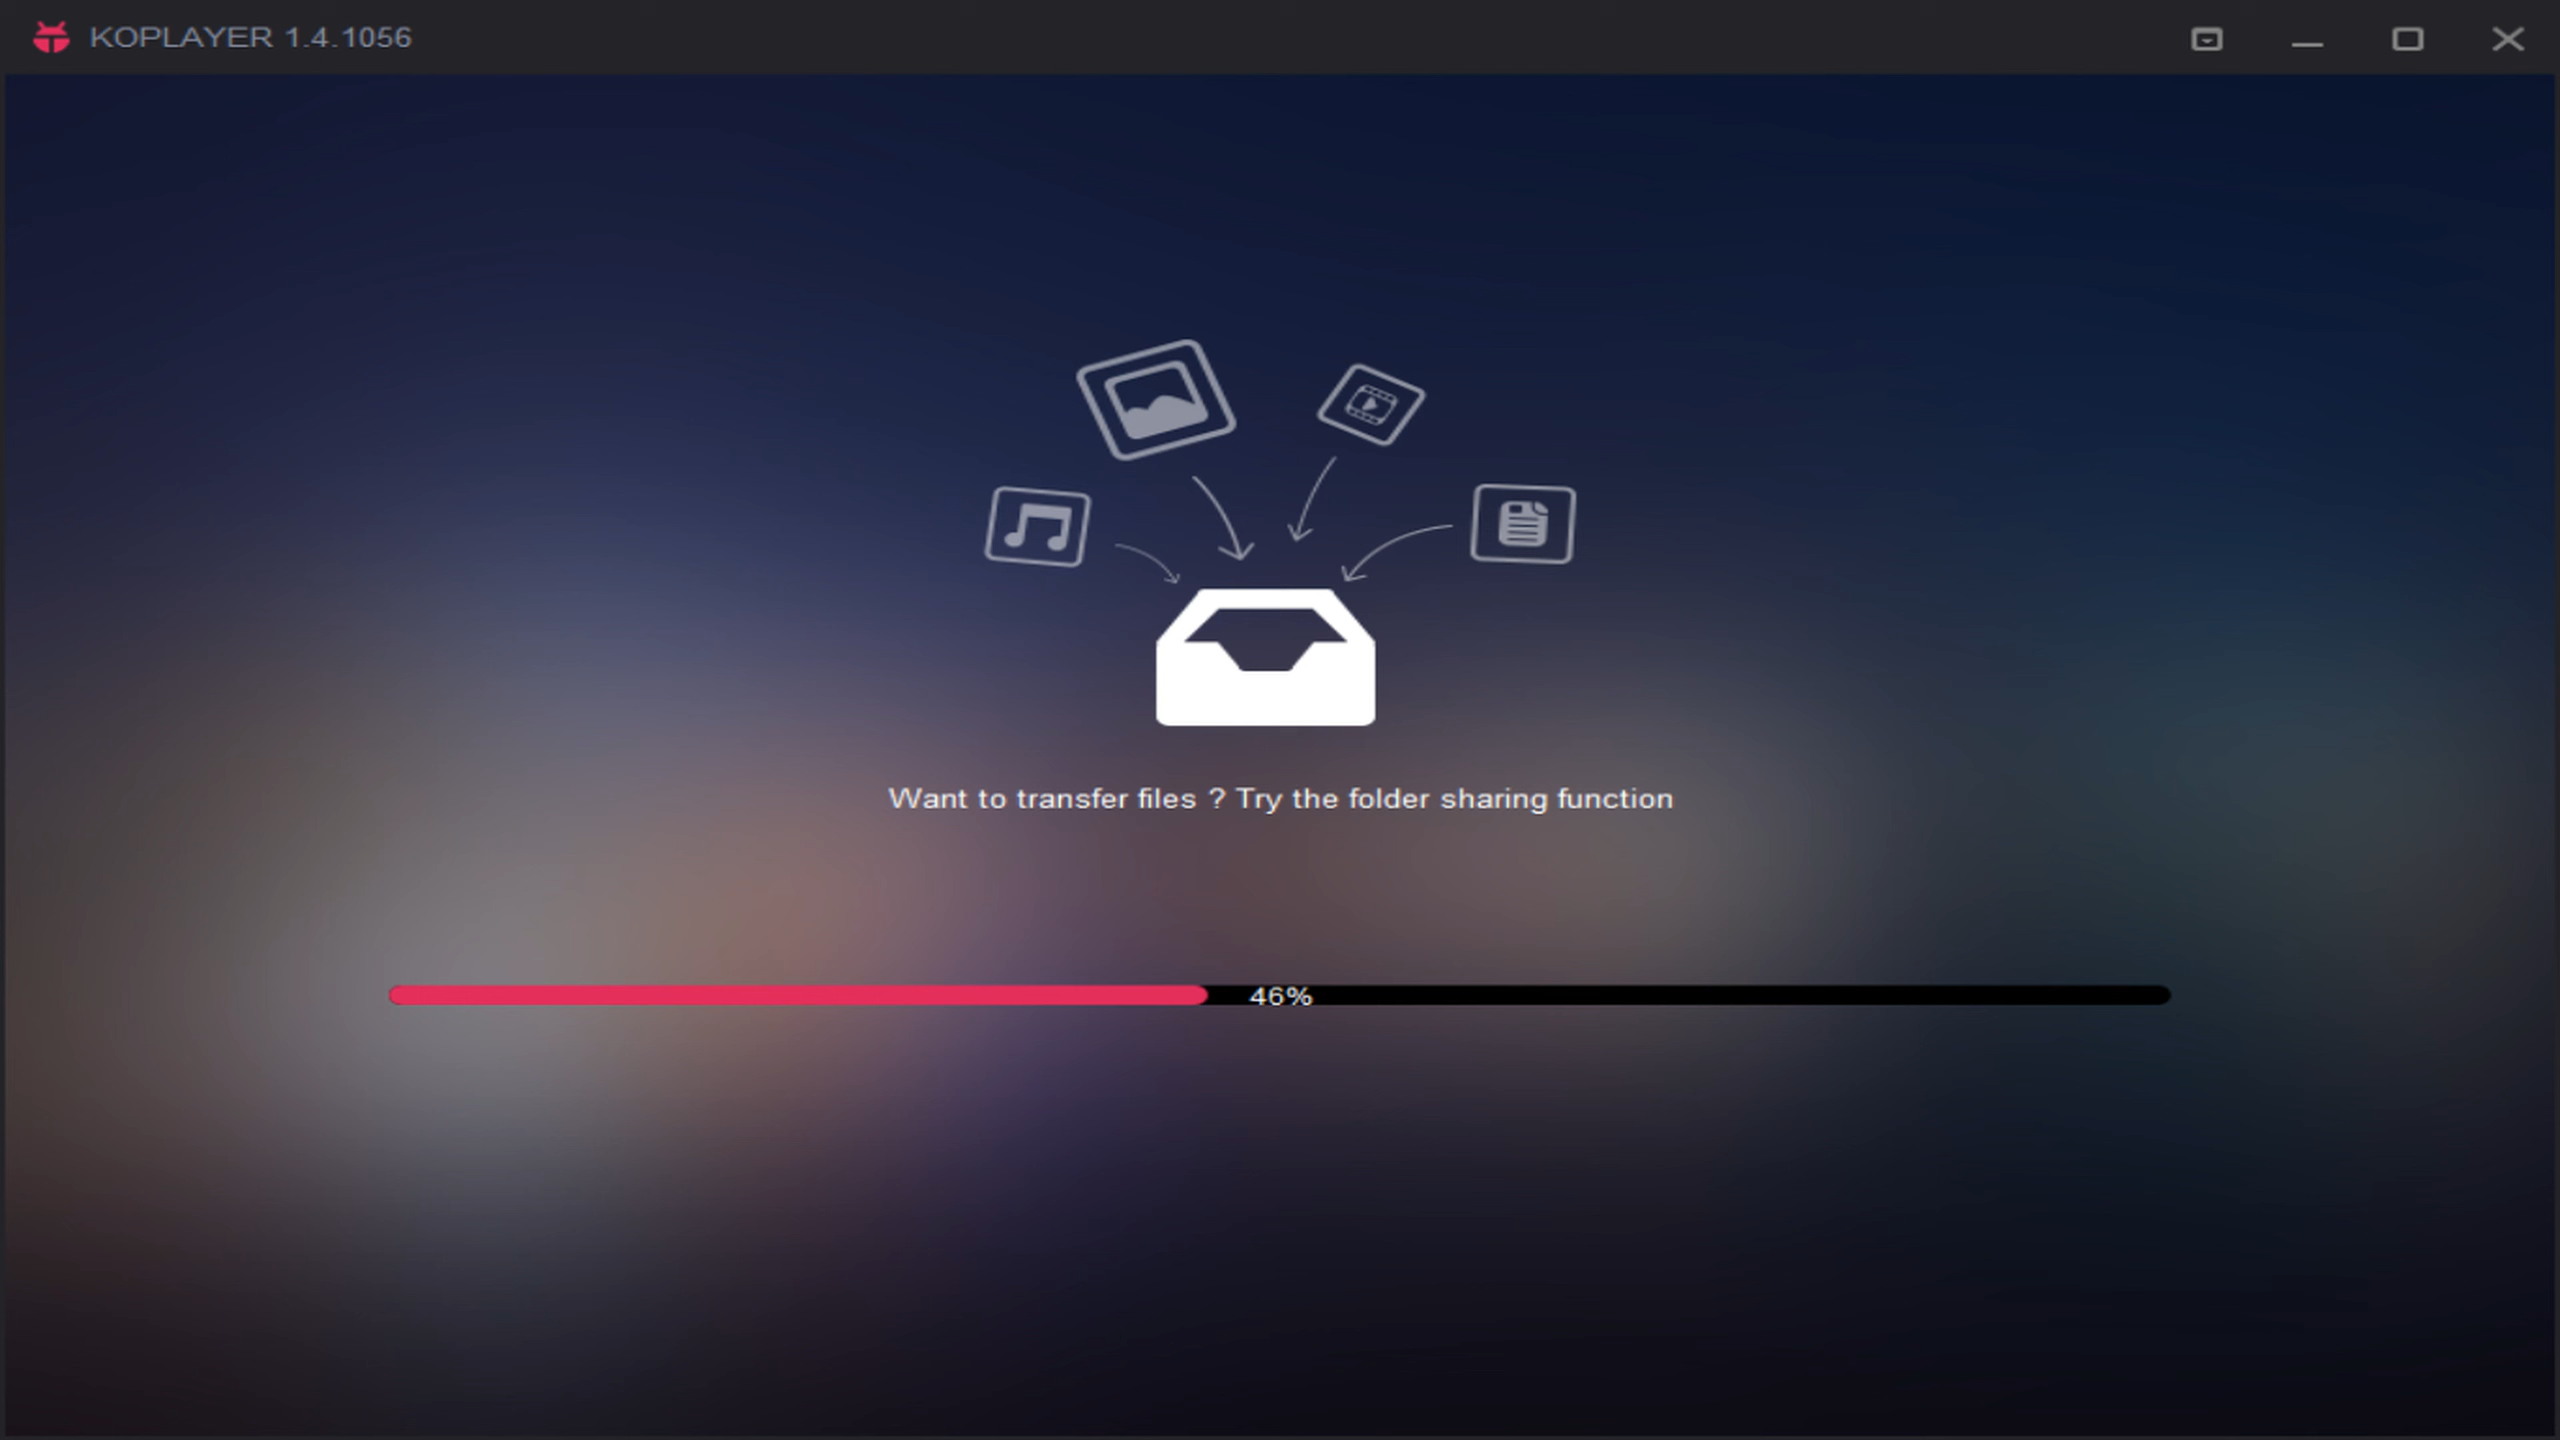 KOPLAYER 1.4.1056
Want to transfer files ? Try the folder sharing function
46%